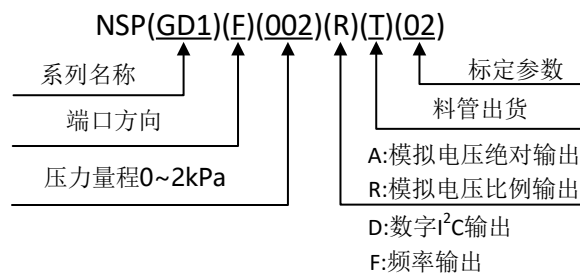 NSP(GD1)(F)(002)(R)(T)(02)
系列名称
标定参数
端口方向
料管出货
压力量程0~2kPa
A:模拟电压绝对输出
R:模拟电压比例输出
D:数字I²C输出
F:频率输出